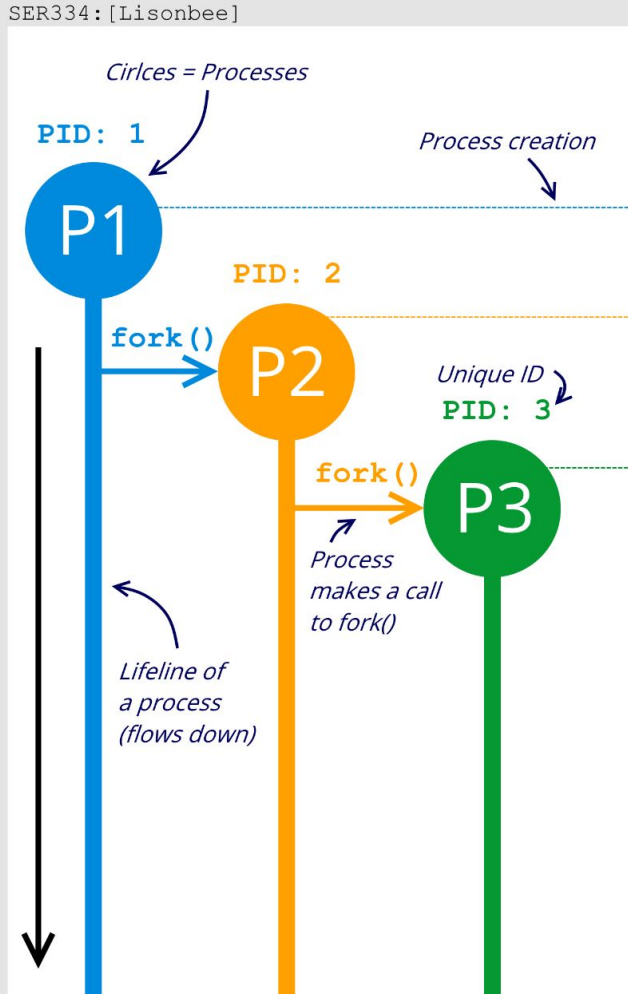 SER334:[Lisonbee]
Cirlces = Processes
PID: 1
Process creation
P1
PID: 2
fork()
P2
Unique ID
PID: 3
fork()
P3
Process
makes a call
to fork()
Lifeline of
a process
(flows down)